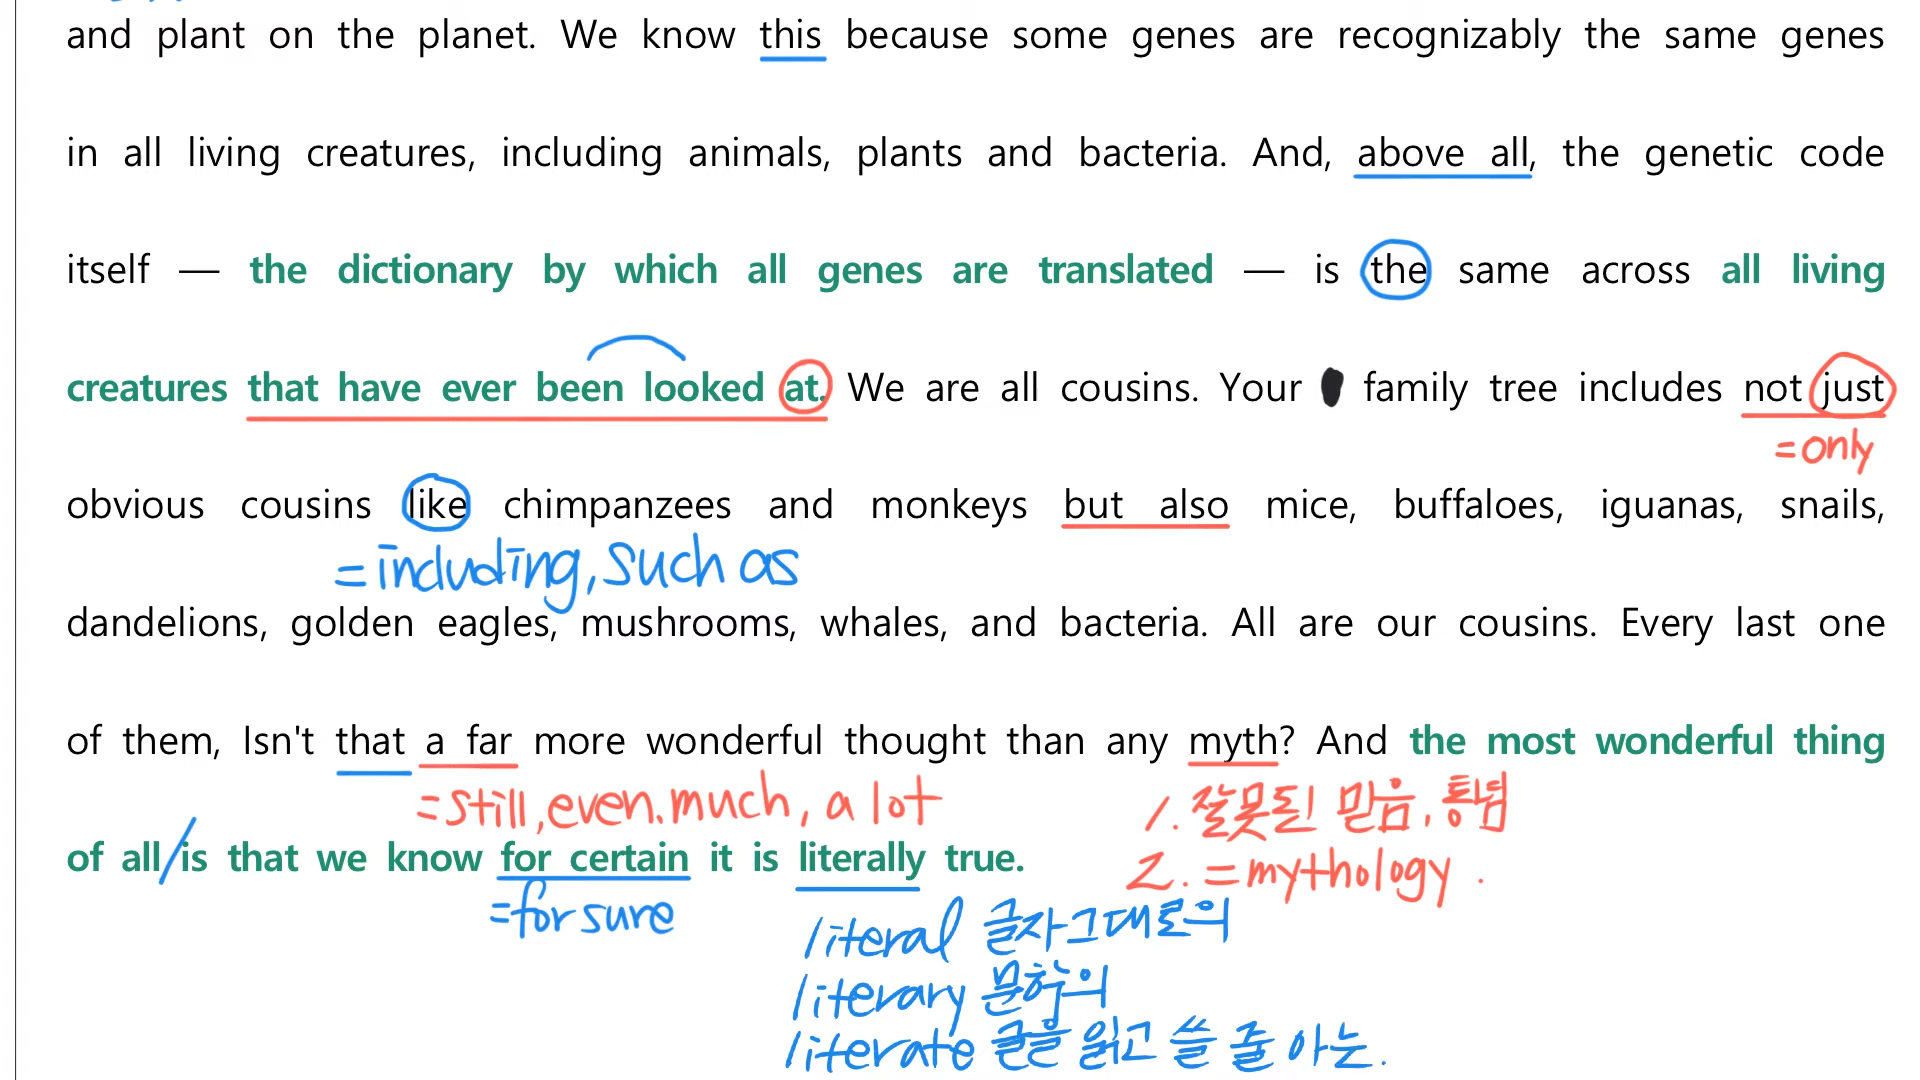 and plant on the planet. We know this because some genes are recognizably the same genes
in all living creatures, including animals, plants and bacteria. And, above all, the genetic code
itself — the dictionary by which all genes are translated — is the same across all living
creatures that have ever been looked at. We are all cousins. Your family tree includes not just
=only
obvious cousins like chimpanzees and monkeys but also mice, buffaloes, iguanas, snails,
=including, such as
dandelions, golden eagles, mushrooms, whales, and bacteria. All are our cousins. Every last one
of them, Isn't that a far more wonderful thought than any myth? And the most wonderful thing
=still, even. much, a lot
1. 잘못된 믿음, 통념
of all / is that we know for certain it is literally true.
2. =mythology.
=for sure
literal 글자그대로의
literary 문학의
literate 글을 읽고 쓸 줄 아는.